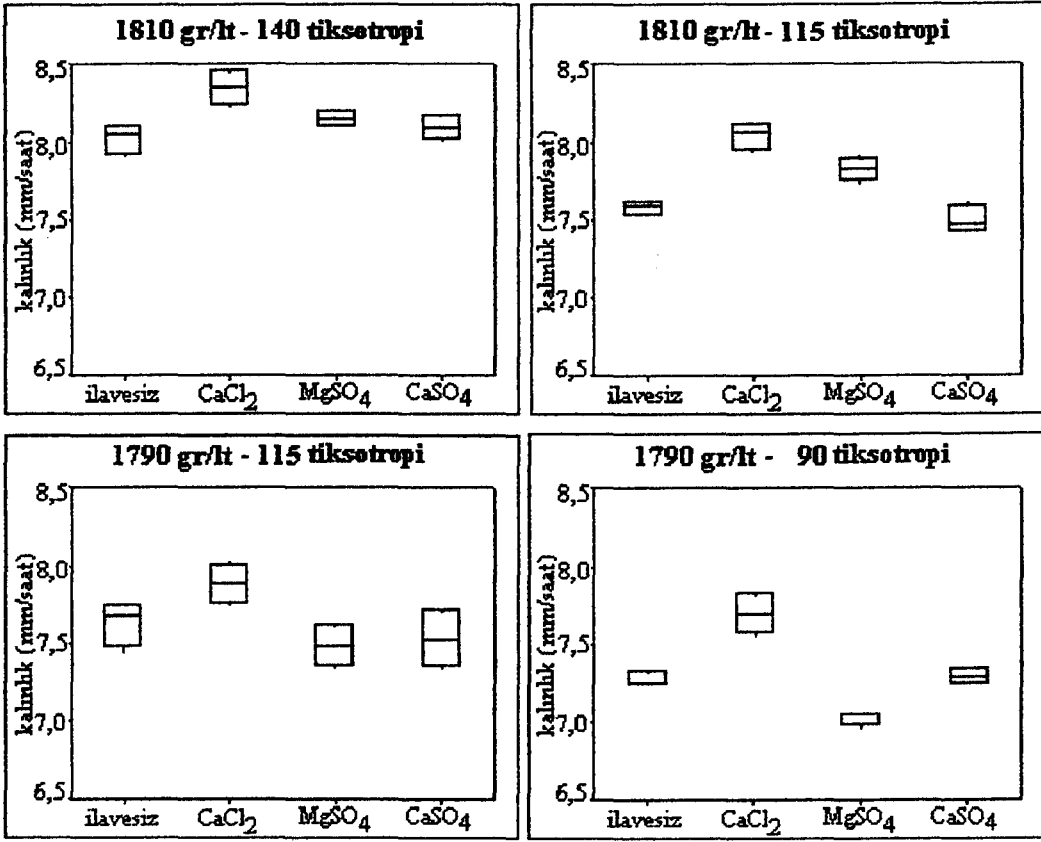 1810 gr/lt - 140 tiksotropi
kalınlık (mm/saat)
8,5
8,0
7,5
7,0
6,5
ilavesiz CaCl2 MgSO4 CaSO4
1810 gr/lt - 115 tiksotropi
kalınlık (mm/saat)
8,5
8,0
7,5
7,0
6,5
ilavesiz CaCl2 MgSO4 CaSO4
1790 gr/lt - 115 tiksotropi
kalınlık (mm/saat)
8,5
8,0
7,5
7,0
6,5
ilavesiz CaCl2 MgSO4 CaSO4
1790 gr/lt - 90 tiksotropi
kalınlık (mm/saat)
8,5
8,0
7,5
7,0
6,5
ilavesiz CaCl2 MgSO4 CaSO4